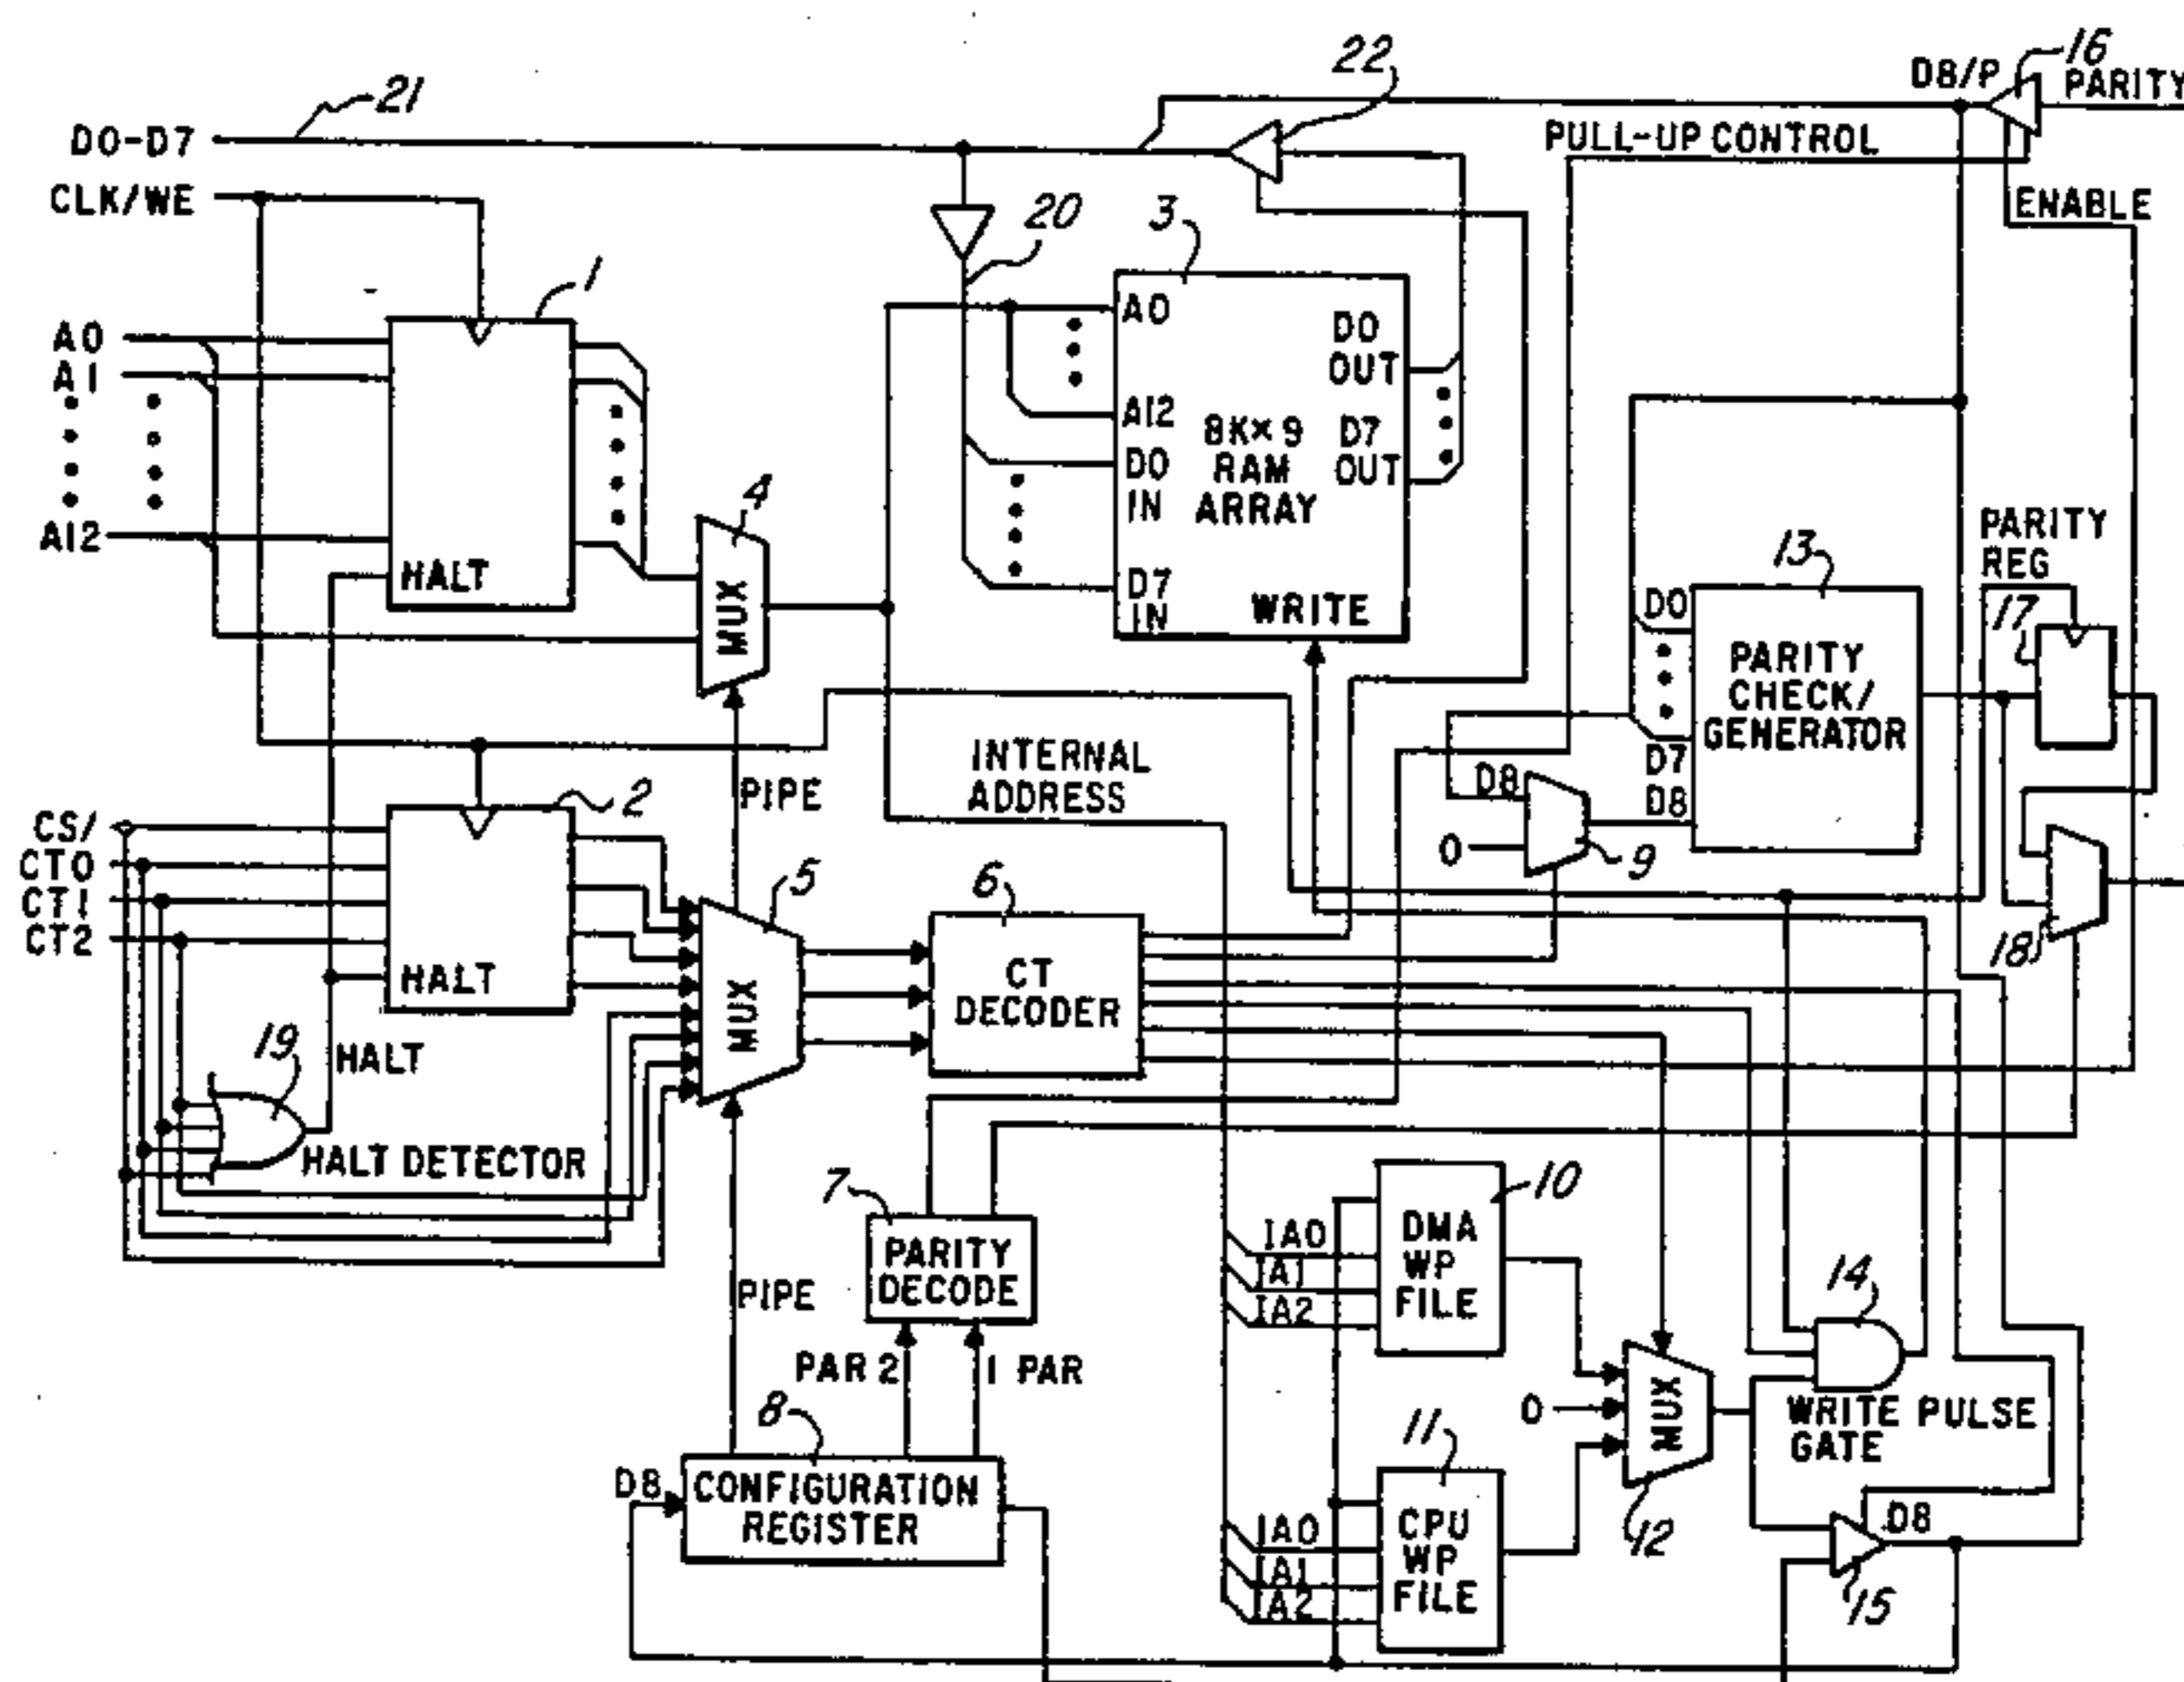 21
22
16
D8/P
PARITY
D0-D7
PULL-UP CONTROL
CLK/WE
20
3
ENABLE
1
A0
A1
A12
HALT
4
MUX
A0
A12
D0
IN
D7
IN
8K×9
RAM
ARRAY
D0
OUT
D7
OUT
WRITE
13
D0
D7
D8
PARITY
CHECK/
GENERATOR
PARITY
REG
17
INTERNAL
ADDRESS
PIPE
D8
0
9
18
CS/
CT0
CT1
CT2
2
HALT
5
MUX
6
CT
DECODER
19
HALT
HALT DETECTOR
7
PARITY
DECODE
PIPE
PAR 2
1 PAR
8
D8
CONFIGURATION
REGISTER
10
IA0
IA1
IA2
DMA
WP
FILE
11
IA0
IA1
IA2
CPU
WP
FILE
0
MUX
12
14
WRITE PULSE
GATE
D8
15